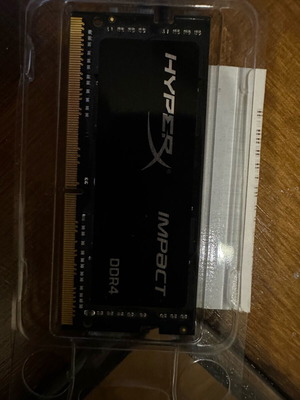 HYPERX
IMPACT
DDR4